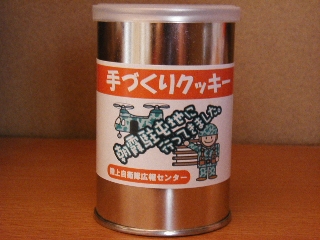 手づくりクッキー
朝霞駐屯地に
行ってきました。
陸上自衛隊広報センター